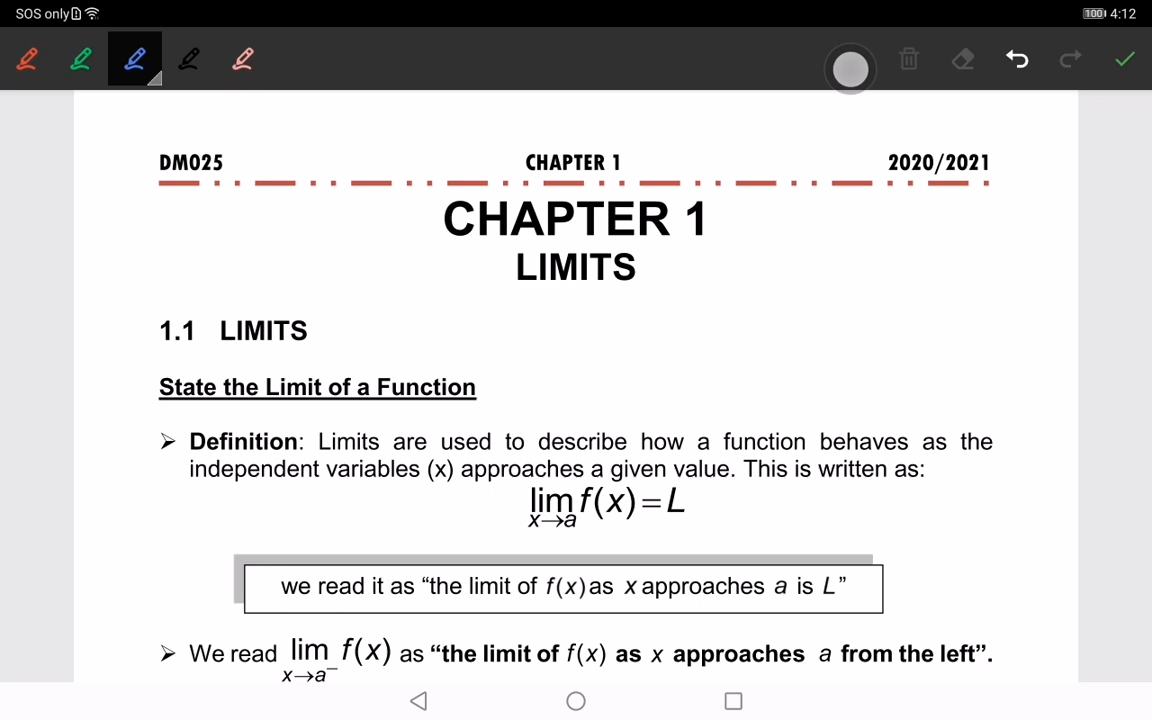 SOS only 100 4:12
DM025 CHAPTER 1 2020/2021
CHAPTER 1
LIMITS
1.1 LIMITS
State the Limit of a Function
➢ Definition: Limits are used to describe how a function behaves as the
independent variables (x) approaches a given value. This is written as:
lim f(x) = L
x→a
we read it as “the limit of f(x) as x approaches a is L”
➢ We read lim f(x) as “the limit of f(x) as x approaches a from the left”.
x→a⁻